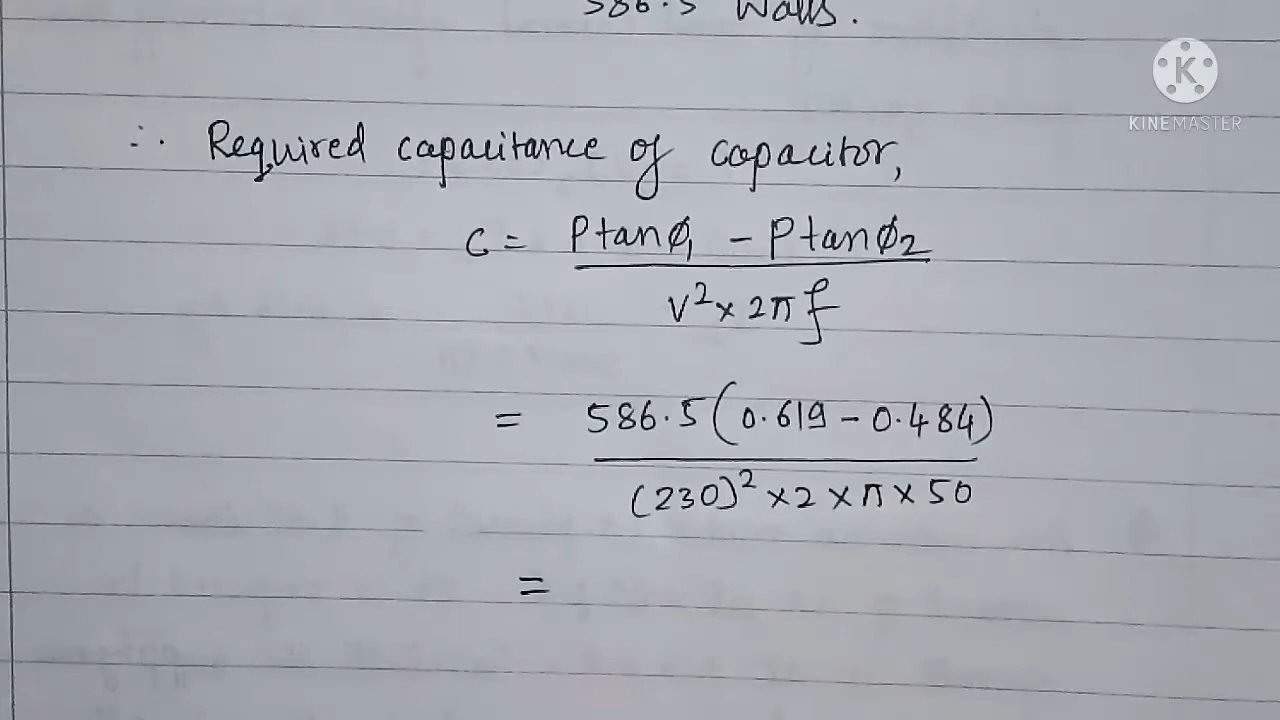 586.5 Watts.
K
KINEMASTER
∴ Required capacitance of capacitor,
C = Ptanϕ1 - Ptanϕ2
V² × 2π f
= 586.5(0.619 - 0.484)
(230)² × 2 × π × 50
=